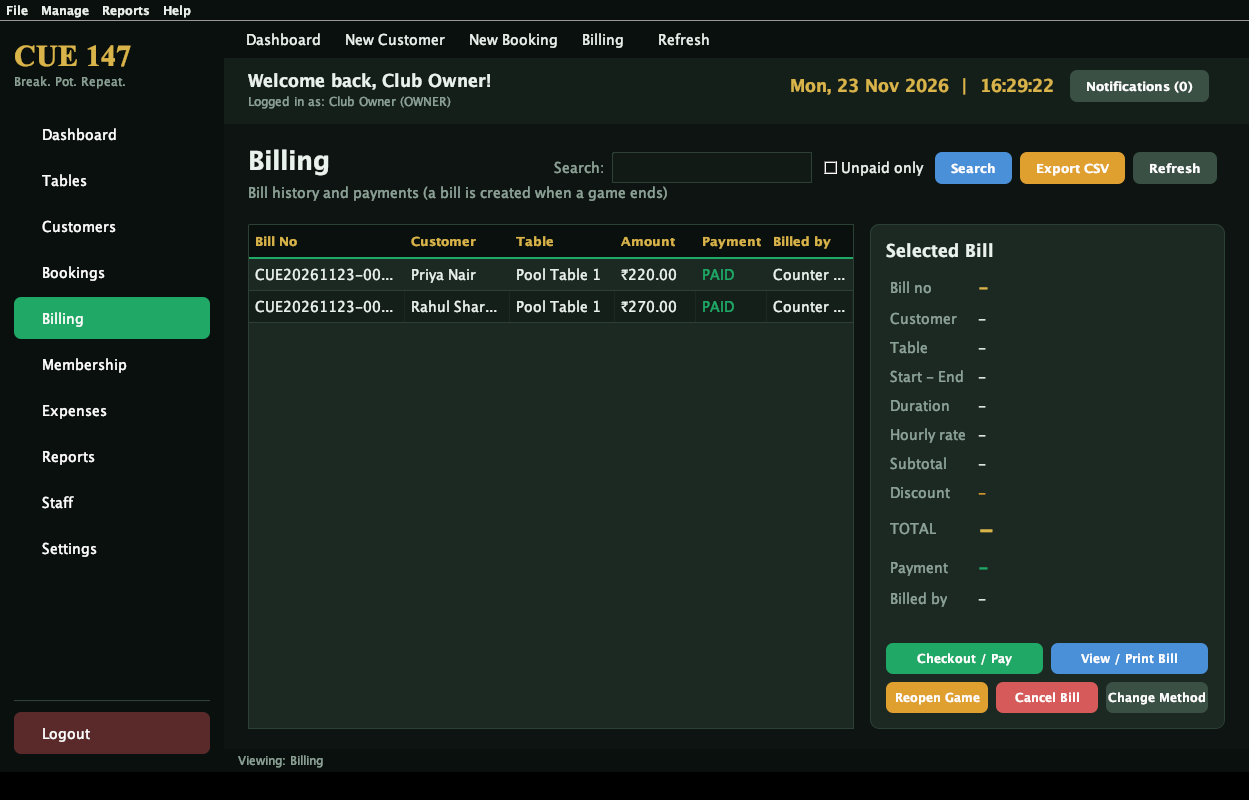 File Manage Reports Help
CUE 147
Break. Pot. Repeat.
Dashboard
Tables
Customers
Bookings
Billing
Membership
Expenses
Reports
Staff
Settings
Logout
Dashboard New Customer New Booking Billing Refresh
Welcome back, Club Owner!
Logged in as: Club Owner (OWNER)
Mon, 23 Nov 2026 | 16:29:22
Notifications (0)
Billing
Search: Unpaid only Search Export CSV Refresh
Bill history and payments (a bill is created when a game ends)
Bill No Customer Table Amount Payment Billed by
CUE20261123-00... Priya Nair Pool Table 1 ₹220.00 PAID Counter ...
CUE20261123-00... Rahul Shar... Pool Table 1 ₹270.00 PAID Counter ...
Selected Bill
Bill no –
Customer –
Table –
Start – End –
Duration –
Hourly rate –
Subtotal –
Discount –
TOTAL –
Payment –
Billed by –
Checkout / Pay View / Print Bill
Reopen Game Cancel Bill Change Method
Viewing: Billing